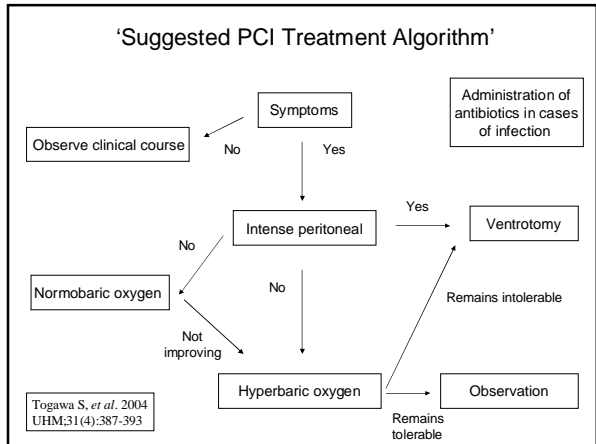 ‘Suggested PCI Treatment Algorithm’
Symptoms
Administration of
antibiotics in cases
of infection
Observe clinical course
No
Yes
Intense peritoneal
Yes
Ventrotomy
No
No
Normobaric oxygen
Remains intolerable
Not
improving
Hyperbaric oxygen
Observation
Remains
tolerable
Togawa S, et al. 2004
UHM;31(4):387-393